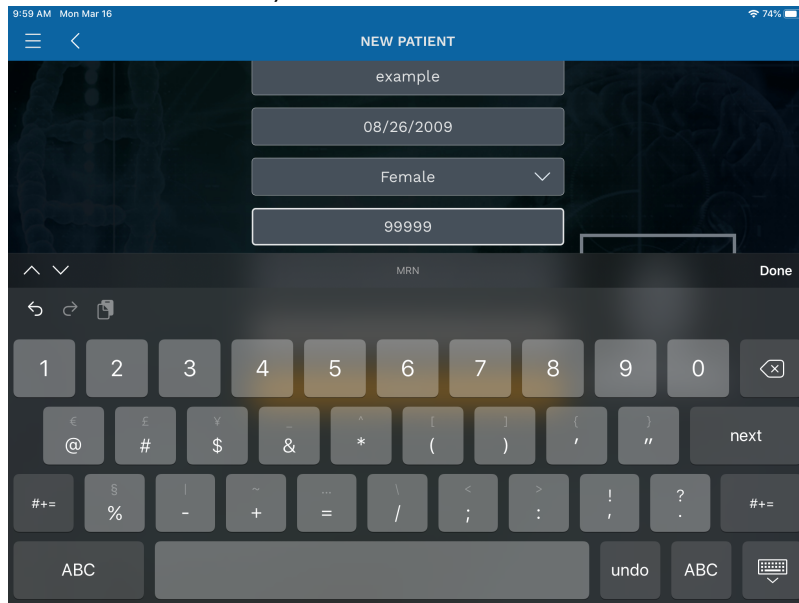 9:59 AM Mon Mar 16 74%
NEW PATIENT
example
08/26/2009
Female
99999
MRN Done
1 2 3 4 5 6 7 8 9 0
€ £ ¥ _ ^ [ ] { }
@ # $ & * ( ) ' " next
§ | ~ … \ < > ! ?
#+= % - + = / ; : , . #+=
ABC undo ABC